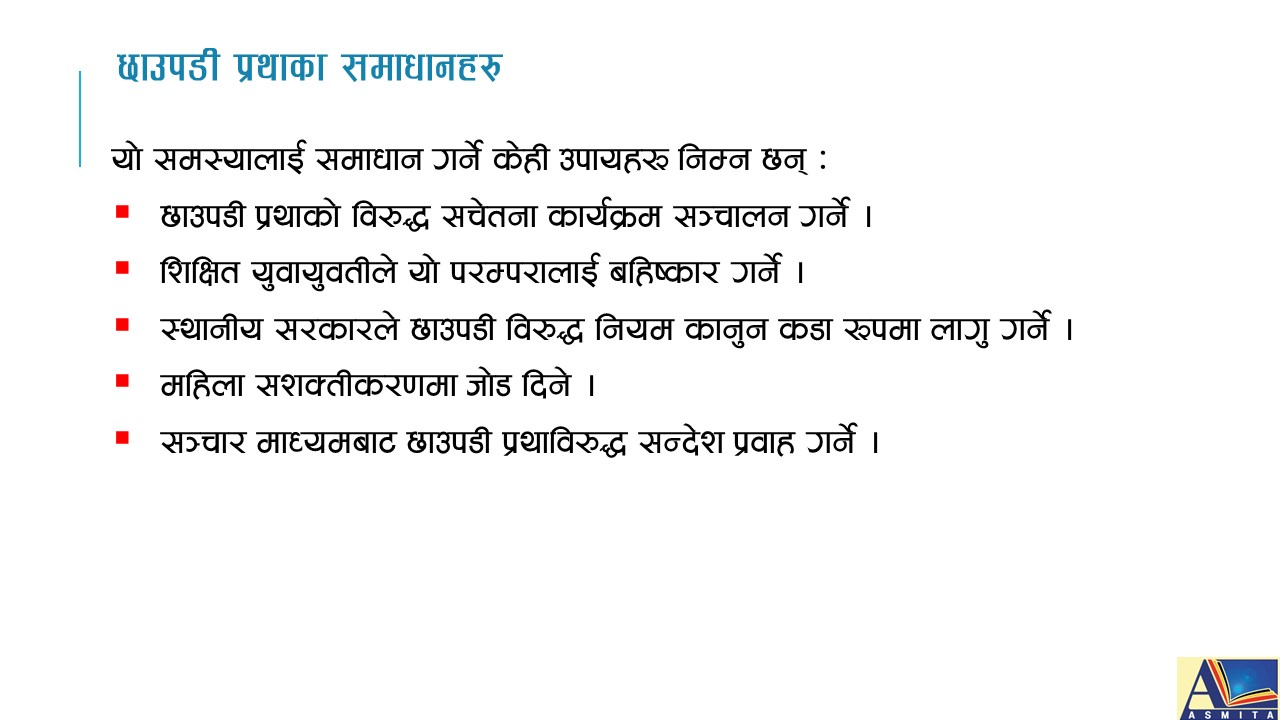 छाउपडी प्रथाका समाधानहरु
यो समस्यालाई समाधान गर्ने केही उपायहरू निम्न छन् :
छाउपडी प्रथाको विरुद्ध सचेतना कार्यक्रम सञ्चालन गर्ने ।
शिक्षित युवायुवतीले यो परम्परालाई बहिष्कार गर्ने ।
स्थानीय सरकारले छाउपडी विरुद्ध नियम कानुन कडा रूपमा लागु गर्ने ।
महिला सशक्तीकरणमा जोड दिने ।
सञ्चार माध्यमबाट छाउपडी प्रथाविरुद्ध सन्देश प्रवाह गर्ने ।
ASMITA